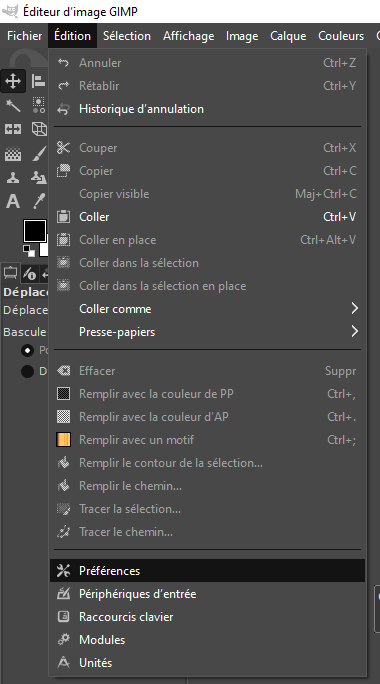 Éditeur d'image GIMP
Fichier Édition Sélection Affichage Image Calque Couleurs
Annuler Ctrl+Z
Rétablir Ctrl+Y
Historique d'annulation
Couper Ctrl+X
Copier Ctrl+C
Copier visible Maj+Ctrl+C
Coller Ctrl+V
Coller en place Ctrl+Alt+V
Coller dans la sélection
Coller dans la sélection en place
Coller comme
Presse-papiers
Effacer Suppr
Remplir avec la couleur de PP Ctrl+,
Remplir avec la couleur d'AP Ctrl+.
Remplir avec un motif Ctrl+;
Remplir le contour de la sélection...
Remplir le chemin...
Tracer la sélection...
Tracer le chemin...
Préférences
Périphériques d'entrée
Raccourcis clavier
Modules
Unités
Déplace
Déplace
Bascule